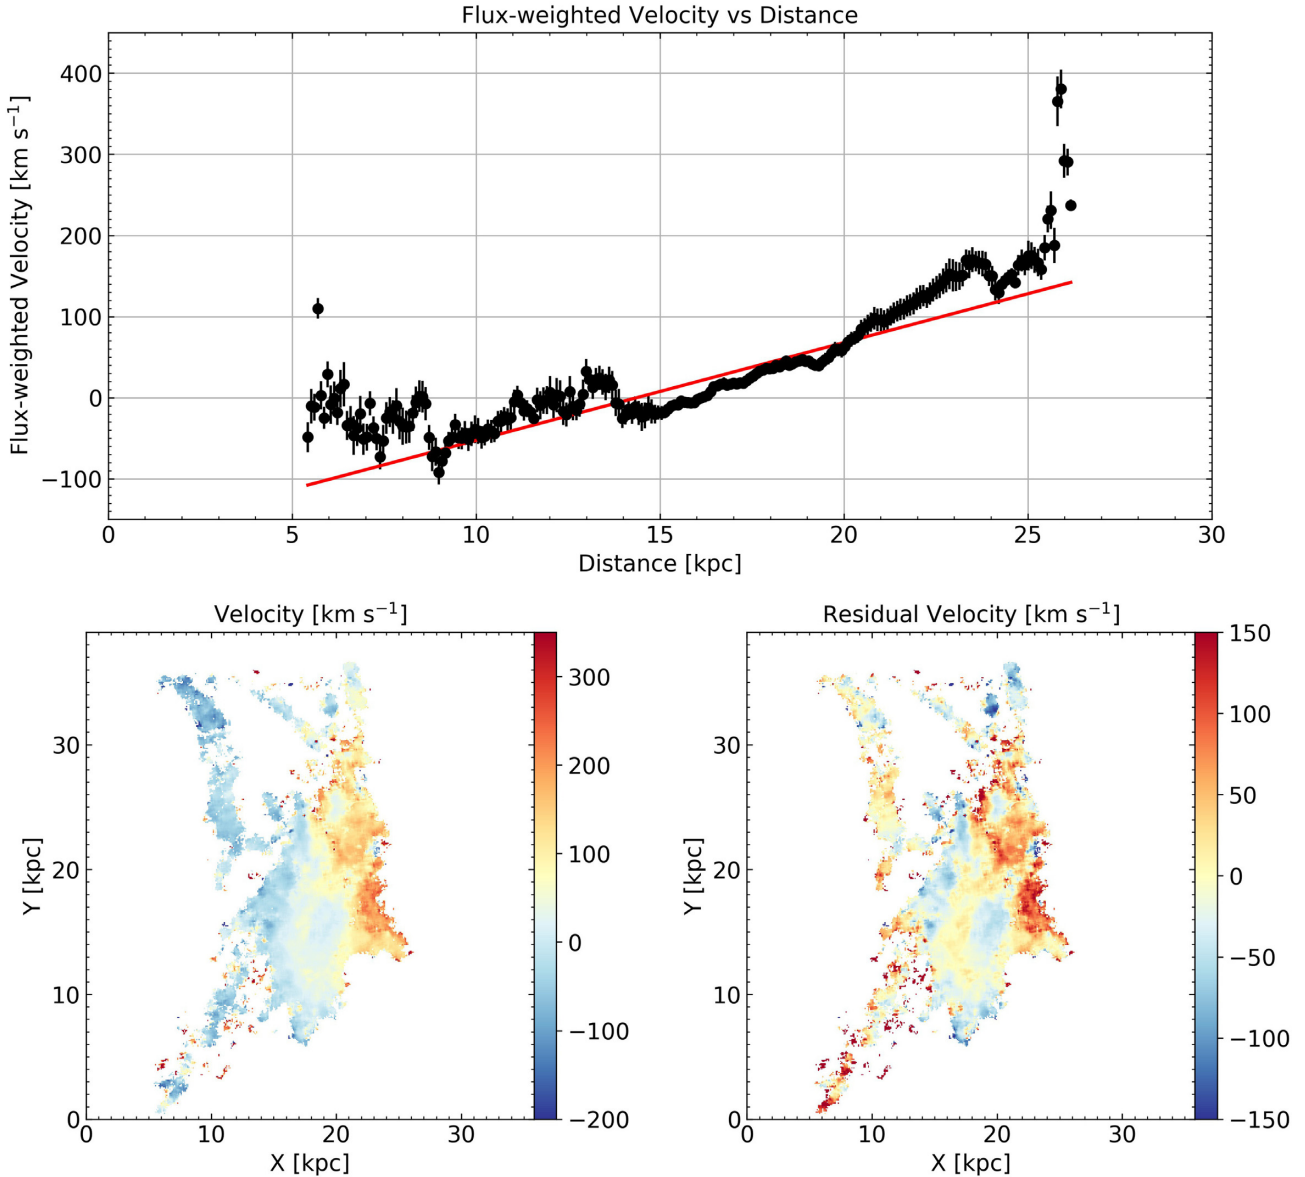 Flux-weighted Velocity vs Distance
Flux-weighted Velocity [km s⁻¹]
400
300
200
100
0
−100
0 5 10 15 20 25 30
Distance [kpc]
Velocity [km s⁻¹]
Y [kpc]
30
20
10
0
0 10 20 30
X [kpc]
300
200
100
0
−100
−200
Residual Velocity [km s⁻¹]
Y [kpc]
30
20
10
0
0 10 20 30
X [kpc]
150
100
50
0
−50
−100
−150